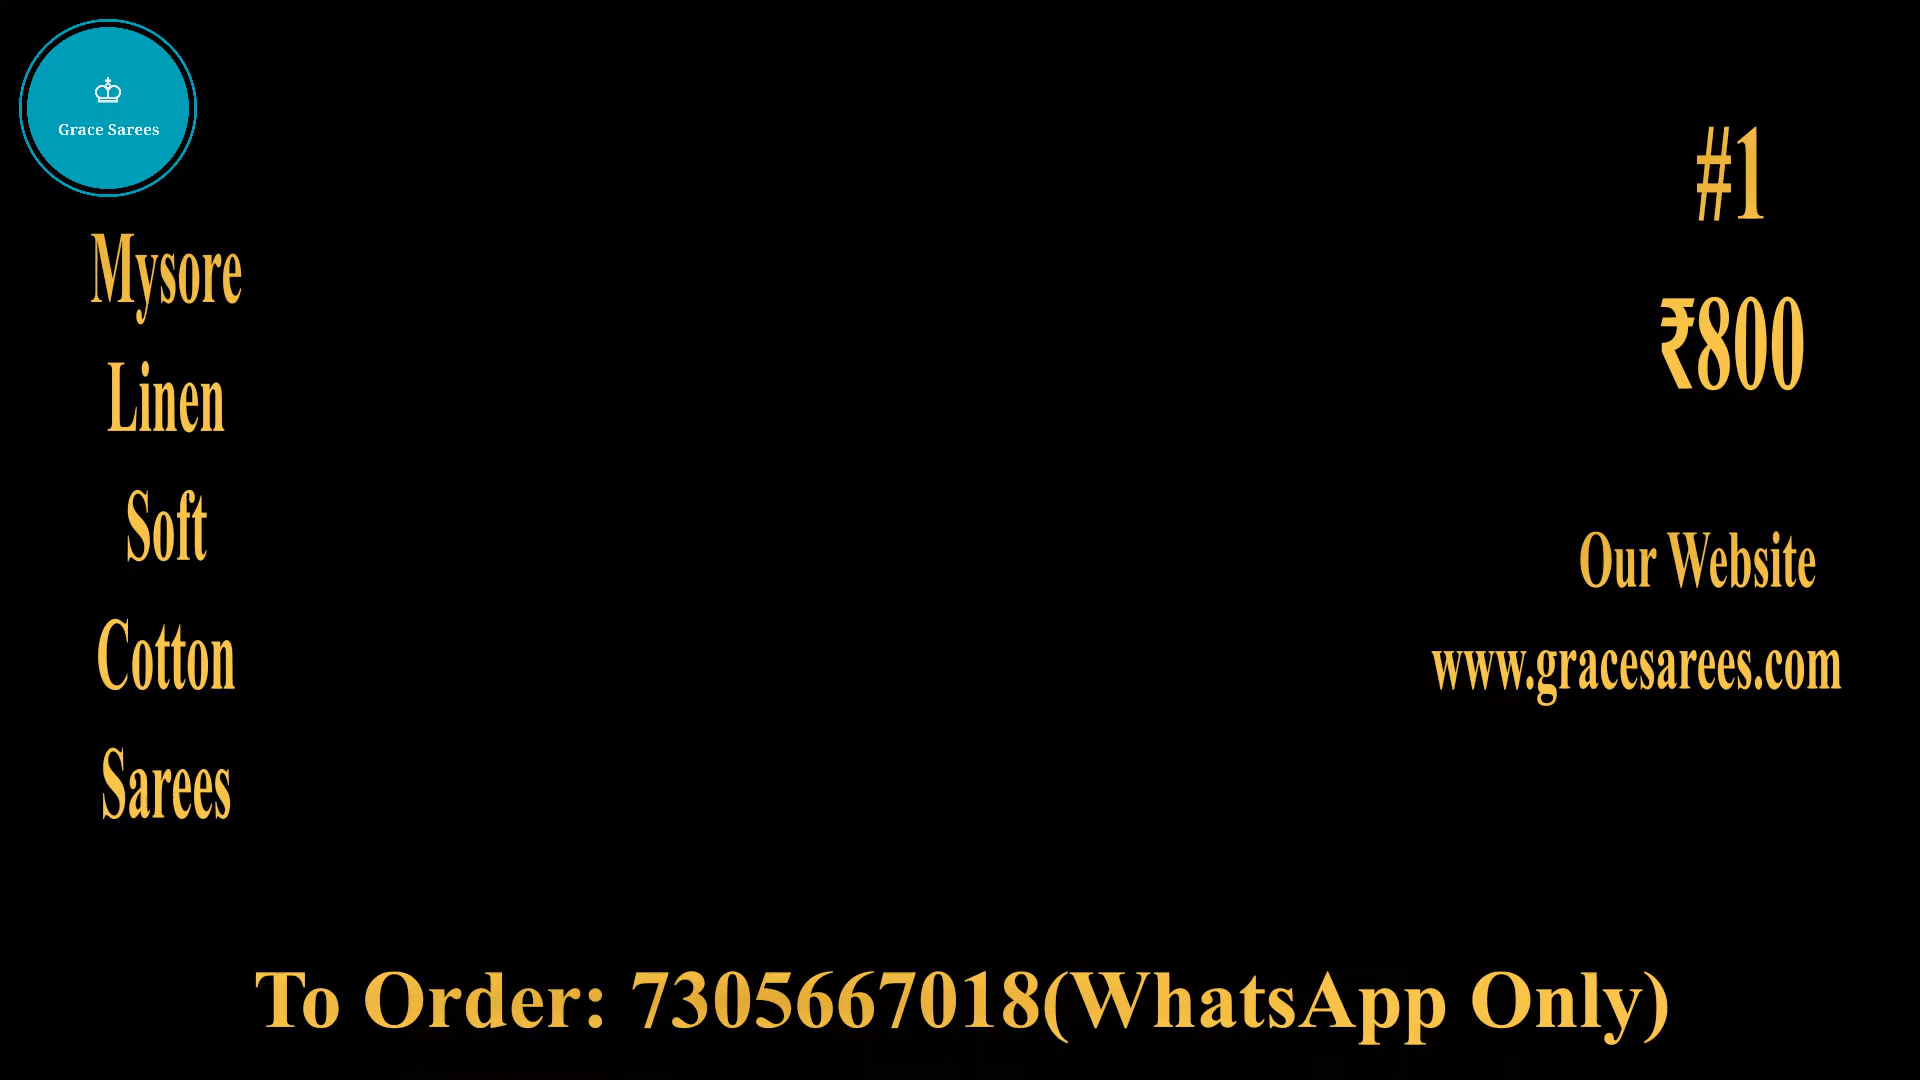 Grace Sarees
Mysore
Linen
Soft
Cotton
Sarees
#1
₹800
Our Website
www.gracesarees.com
To Order: 7305667018(WhatsApp Only)